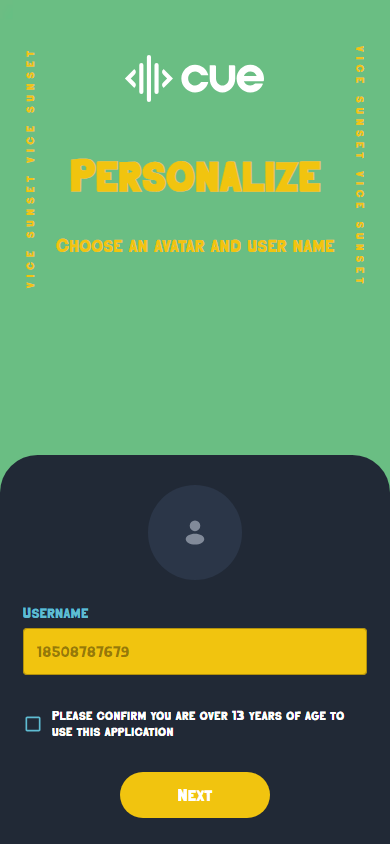 cue
VICE SUNSET VICE SUNSET
VICE SUNSET VICE SUNSET
Personalize
Choose an avatar and user name
Username
18508787679
Please confirm you are over 13 years of age to
use this application
Next